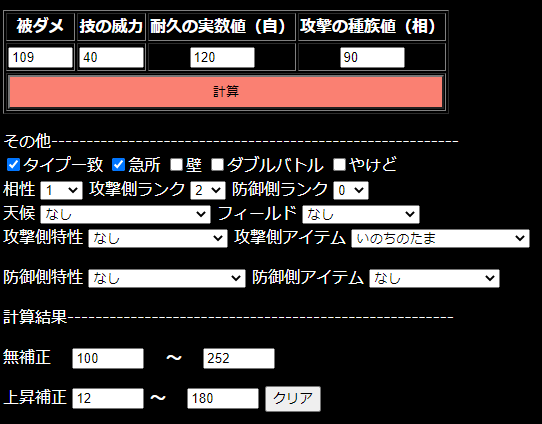 被ダメ 技の威力 耐久の実数値（自） 攻撃の種族値（相）
109 40 120 90
計算
その他----------------------------------------------------------
タイプ一致 急所 壁 ダブルバトル やけど
相性 1 攻撃側ランク 2 防御側ランク 0
天候 なし フィールド なし
攻撃側特性 なし 攻撃側アイテム いのちのたま
防御側特性 なし 防御側アイテム なし
計算結果-------------------------------------------------------
無補正 100 ～ 252
上昇補正 12 ～ 180 クリア